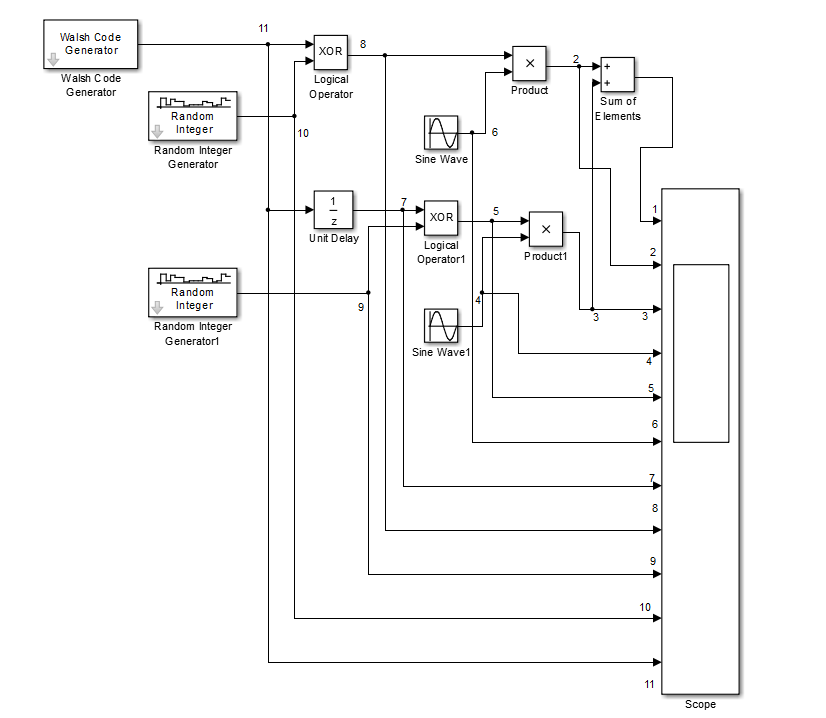 11
Walsh Code
Generator
Walsh Code
Generator
XOR
8
Logical
Operator
×
Product
2
+
+
Sum of
Elements
Random
Integer
10
Random Integer
Generator
Sine Wave
6
1
z
Unit Delay
7
XOR
Logical
Operator1
5
×
Product1
Random
Integer
9
Random Integer
Generator1
4
Sine Wave1
3
1
2
3
4
5
6
7
8
9
10
11
Scope